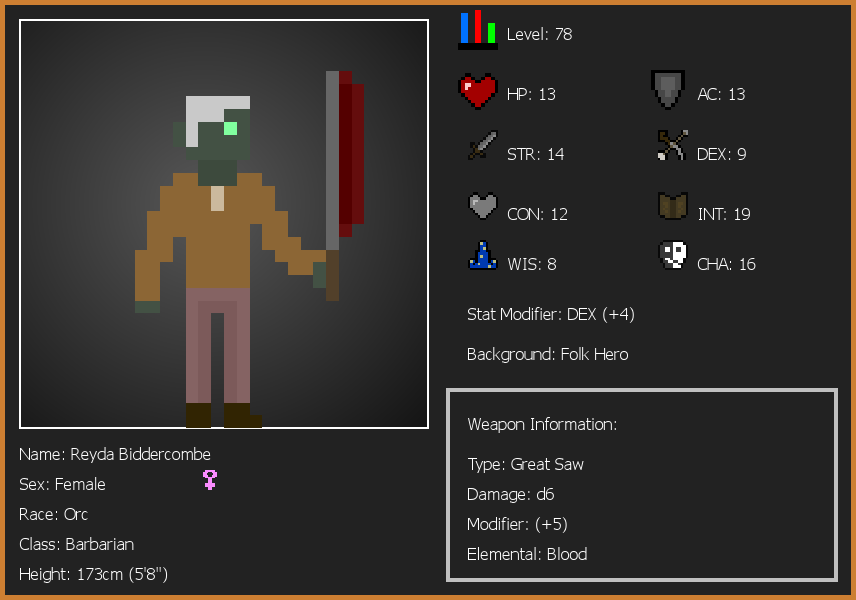 Level: 78
HP: 13
AC: 13
STR: 14
DEX: 9
CON: 12
INT: 19
WIS: 8
CHA: 16
Stat Modifier: DEX (+4)
Background: Folk Hero
Weapon Information:
Type: Great Saw
Damage: d6
Modifier: (+5)
Elemental: Blood
Name: Reyda Biddercombe
Sex: Female
Race: Orc
Class: Barbarian
Height: 173cm (5'8")